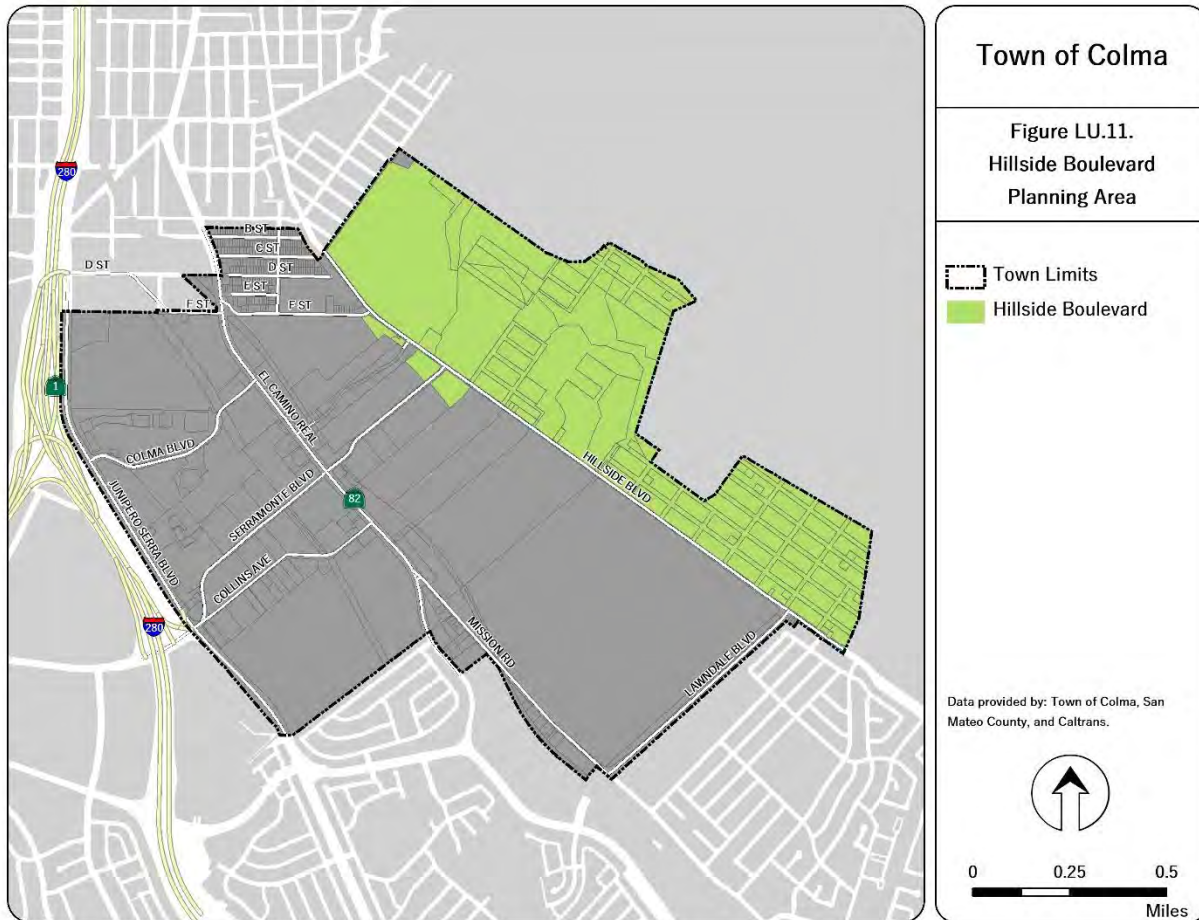 Town of Colma
Figure LU.11.
Hillside Boulevard
Planning Area
Town Limits
Hillside Boulevard
Data provided by: Town of Colma, San
Mateo County, and Caltrans.
0 0.25 0.5
Miles
280
B ST
C ST
D ST
D ST
E ST
F ST
F ST
1
EL CAMINO REAL
COLMA BLVD
JUNIPERO SERRA BLVD
SERRAMONTE BLVD
82
COLLINS AVE
HILLSIDE BLVD
280
MISSION RD
LAWNDALE BLVD